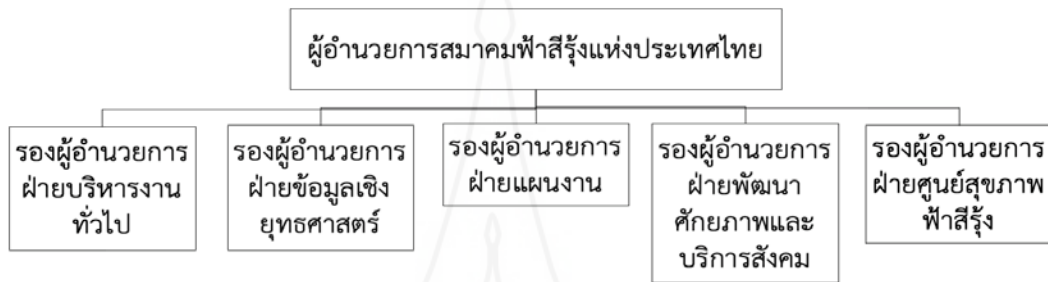 ผู้อำนวยการสมาคมฟ้าสีรุ้งแห่งประเทศไทย
รองผู้อำนวยการ
ฝ่ายบริหารงาน
ทั่วไป
รองผู้อำนวยการ
ฝ่ายข้อมูลเชิง
ยุทธศาสตร์
รองผู้อำนวยการ
ฝ่ายแผนงาน
รองผู้อำนวยการ
ฝ่ายพัฒนา
ศักยภาพและ
บริการสังคม
รองผู้อำนวยการ
ฝ่ายศูนย์สุขภาพ
ฟ้าสีรุ้ง